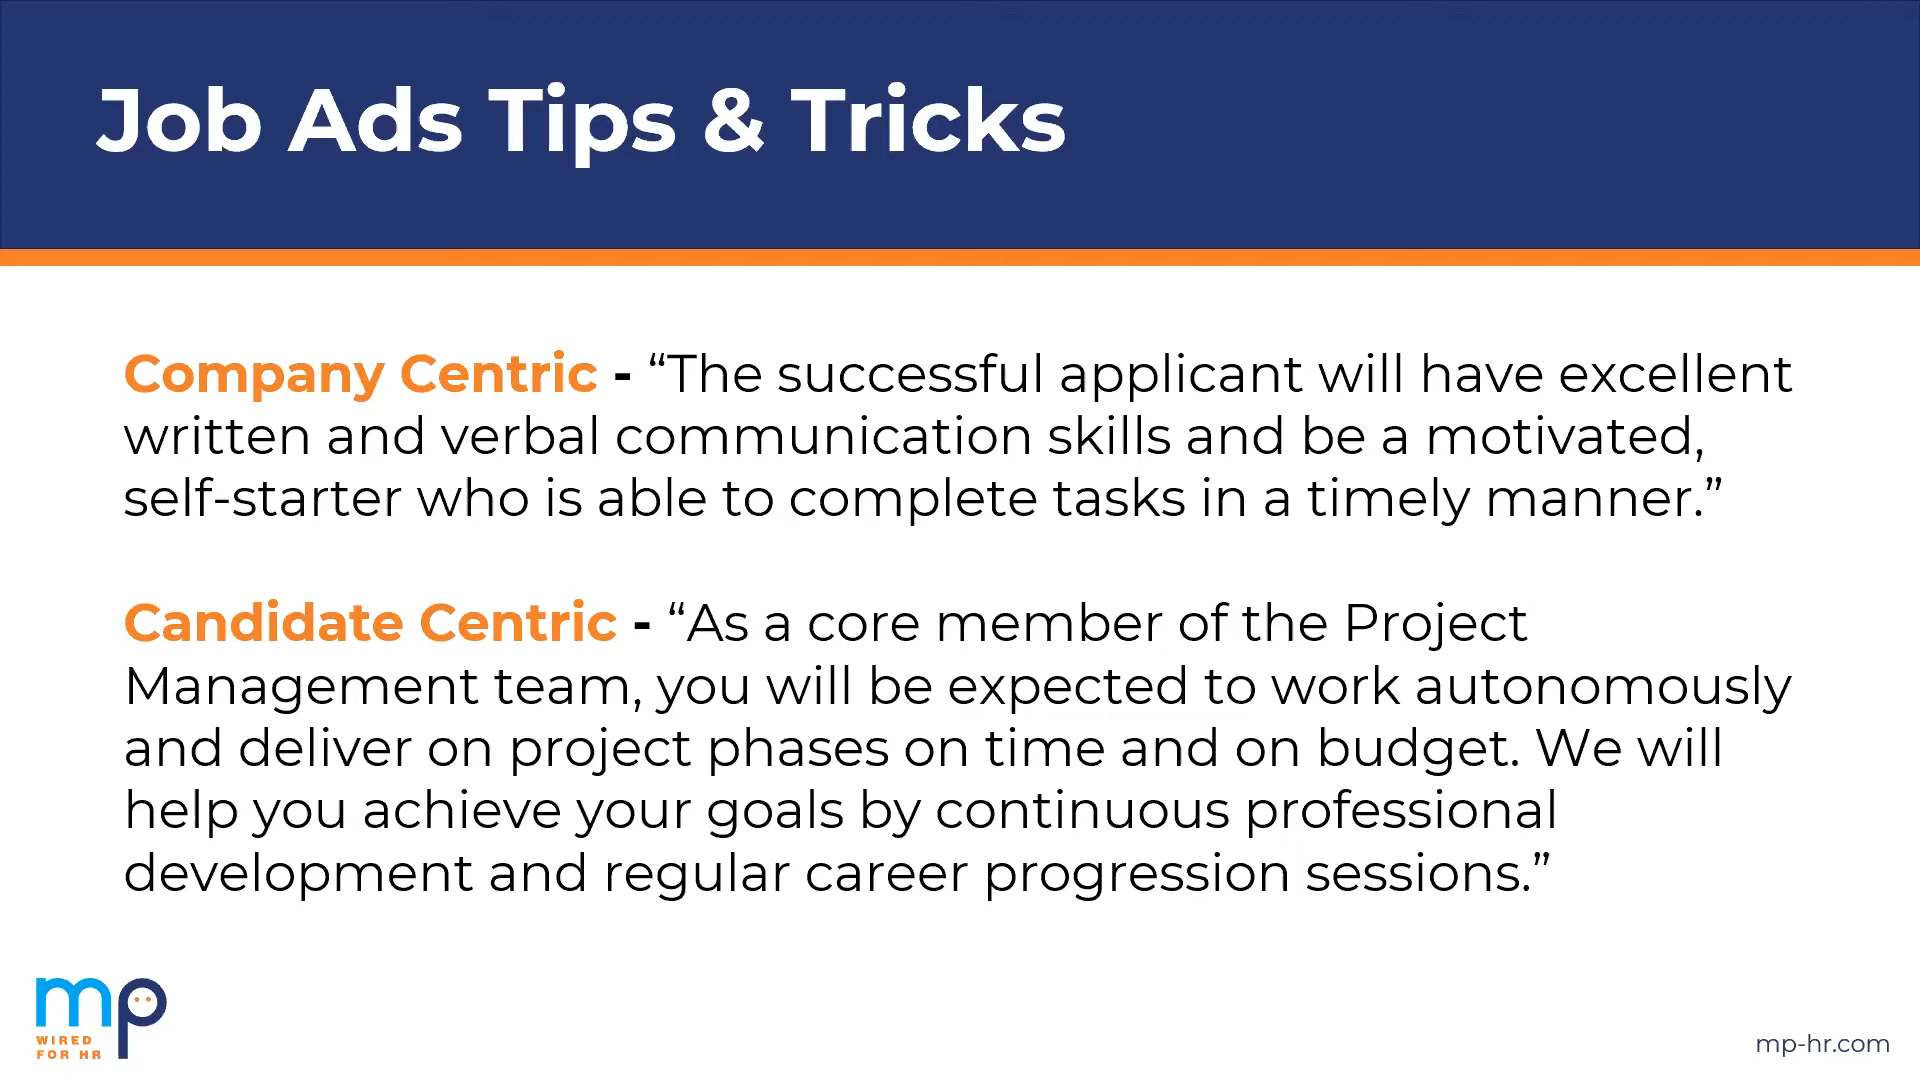 Job Ads Tips & Tricks
Company Centric - “The successful applicant will have excellent
written and verbal communication skills and be a motivated,
self-starter who is able to complete tasks in a timely manner.”
Candidate Centric - “As a core member of the Project
Management team, you will be expected to work autonomously
and deliver on project phases on time and on budget. We will
help you achieve your goals by continuous professional
development and regular career progression sessions.”
mp
WIRED
FOR HR
mp-hr.com